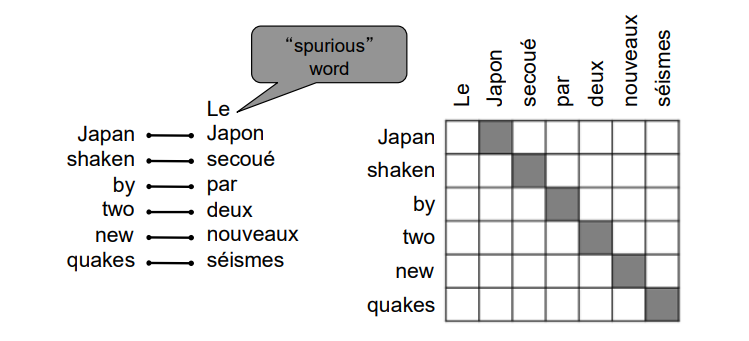 “spurious”
word
Le
Japan Japon
shaken secoué
by par
two deux
new nouveaux
quakes séismes
Le Japon secoué par deux nouveaux séismes
Japan
shaken
by
two
new
quakes